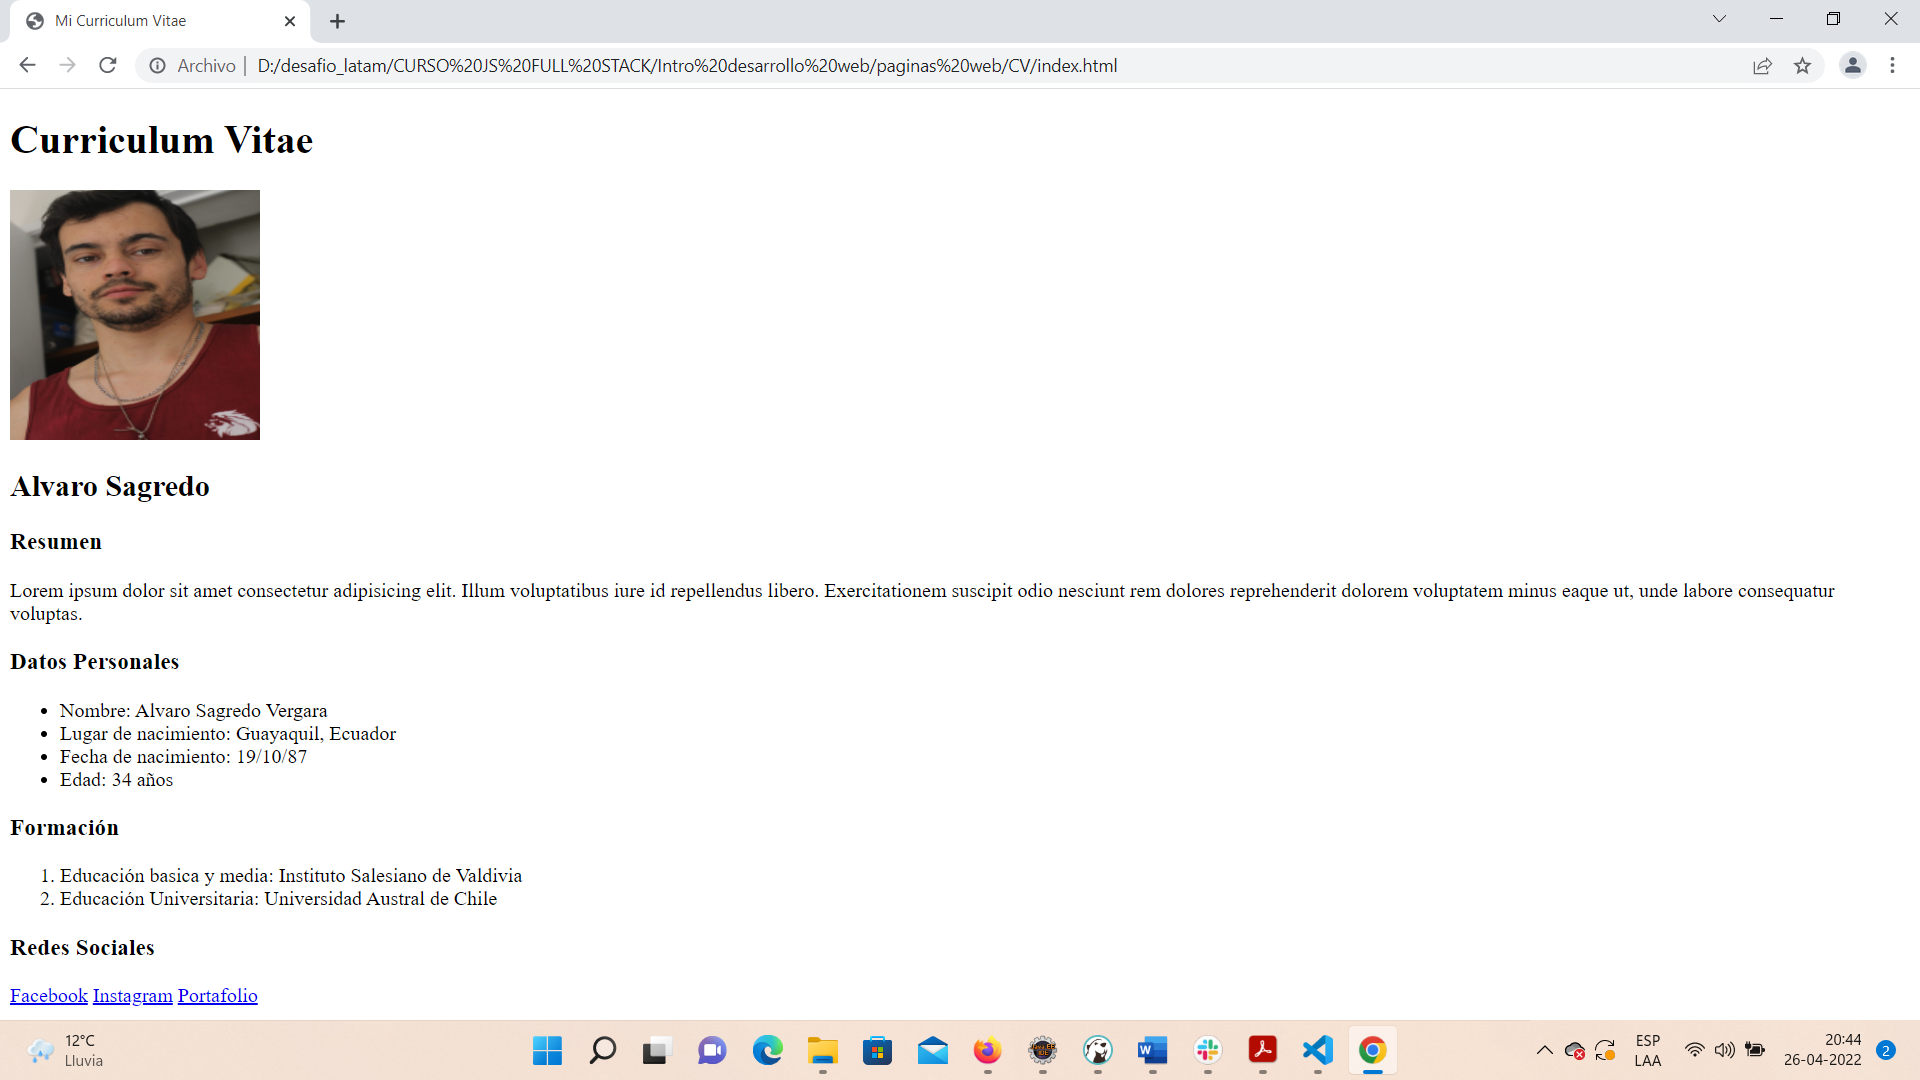 Mi Curriculum Vitae
Archivo | D:/desafio_latam/CURSO%20JS%20FULL%20STACK/Intro%20desarrollo%20web/paginas%20web/CV/index.html
Curriculum Vitae
Alvaro Sagredo
Resumen
Lorem ipsum dolor sit amet consectetur adipisicing elit. Illum voluptatibus iure id repellendus libero. Exercitationem suscipit odio nesciunt rem dolores reprehenderit dolorem voluptatem minus eaque ut, unde labore consequatur
voluptas.
Datos Personales
• Nombre: Alvaro Sagredo Vergara
• Lugar de nacimiento: Guayaquil, Ecuador
• Fecha de nacimiento: 19/10/87
• Edad: 34 años
Formación
1. Educación basica y media: Instituto Salesiano de Valdivia
2. Educación Universitaria: Universidad Austral de Chile
Redes Sociales
Facebook Instagram Portafolio
12°C
Lluvia
W
ESP
LAA
20:44
26-04-2022
2